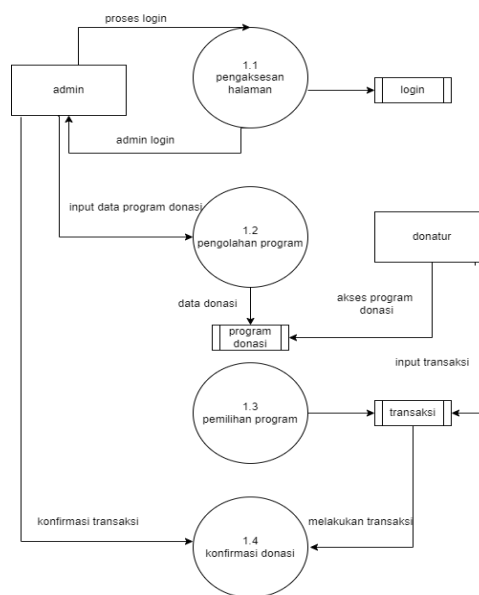 proses login
1.1
pengaksesan
halaman
admin
login
admin login
input data program donasi
1.2
pengolahan program
donatur
data donasi
akses program
donasi
program
donasi
input transaksi
1.3
pemilihan program
transaksi
konfirmasi transaksi
melakukan transaksi
1.4
konfirmasi donasi